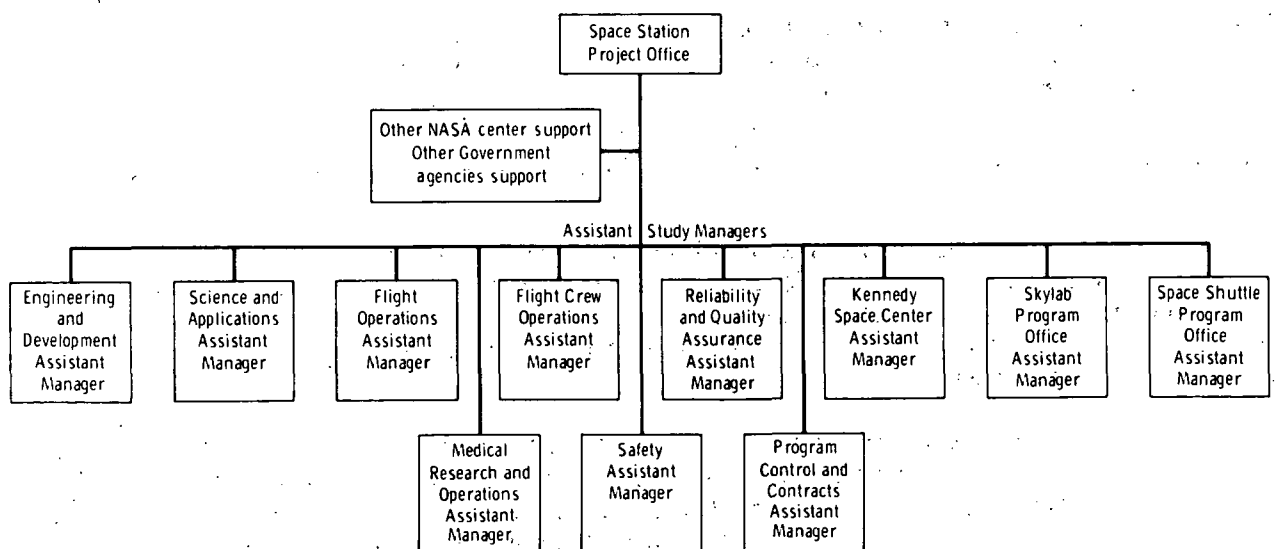 Space Station
Project Office
Other NASA center support
Other Government
agencies support
Assistant Study Managers
Engineering
and
Development
Assistant
Manager
Science and
Applications
Assistant
Manager
Flight
Operations
Assistant
Manager
Flight Crew
Operations
Assistant
Manager
Reliability
and Quality
Assurance
Assistant
Manager
Kennedy
Space Center
Assistant
Manager
Skylab
Program
Office
Assistant
Manager
Space Shuttle
Program
Office
Assistant
Manager
Medical
Research and
Operations
Assistant
Manager
Safety
Assistant
Manager
Program
Control and
Contracts
Assistant
Manager